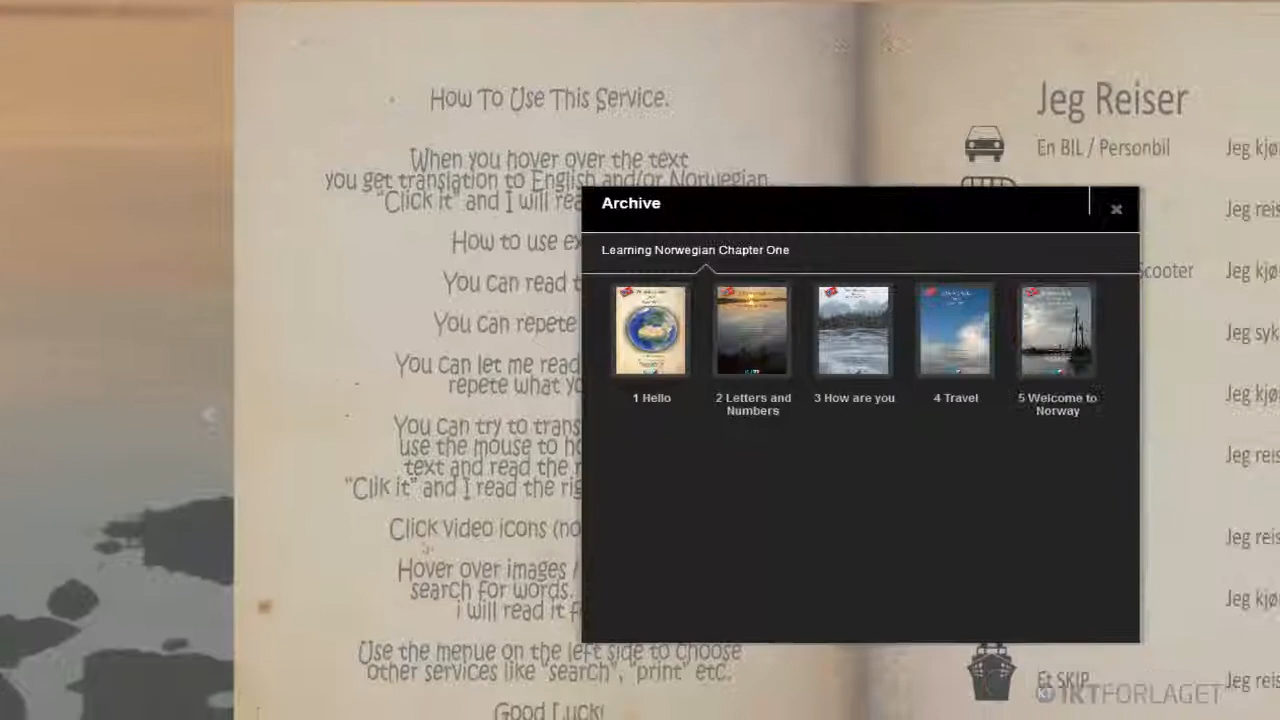 How To Use This Service.
When you hover over the text
you get translation to English and/or Norwegian.
"Click it" and I will rea
How to use ex
You can read t
You can repete
You can let me read
repete what yo
You can try to trans
use the mouse to ho
text and read the r
"Clik it" and I read the rig
Click Video icons (no
Hover over images /
search for words.
i will read it f
Use the menue on the left side to choose
other services like "search", "print" etc.
Good Luck!
Archive
Learning Norwegian Chapter One
1 Hello
2 Letters and
Numbers
3 How are you
4 Travel
5 Welcome to
Norway
Jeg Reiser
En BIL / Personbil
Jeg kjø
Jeg reis
Scooter
Jeg kjø
Jeg syk
Jeg kjø
Jeg reis
Jeg reis
Jeg kjø
Et SKIP
Jeg reis
IKTFORLAGET